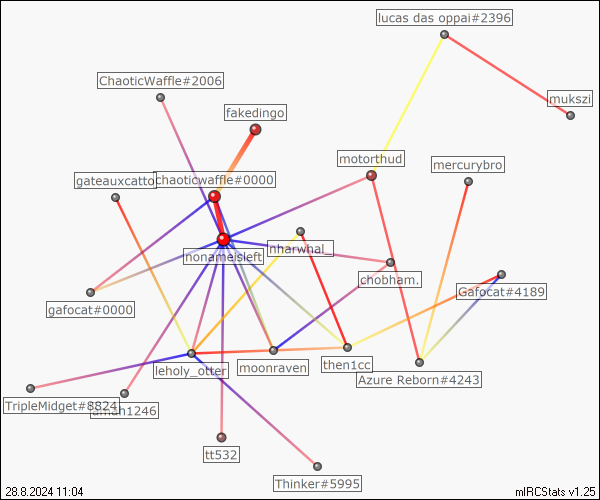 lucas das oppai#2396
ChaoticWaffle#2006
mukszi
fakedingo
motorthud
mercurybro
gateauxcatto
chaoticwaffle#0000
nharwhal_
nonameisleft
chobham.
Gafocat#4189
gafocat#0000
then1cc
leholy_otter
moonraven
Azure Reborn#4243
TripleMidget#8824
tt532
Thinker#5995
28.8.2024 11:04
mIRCStats v1.25